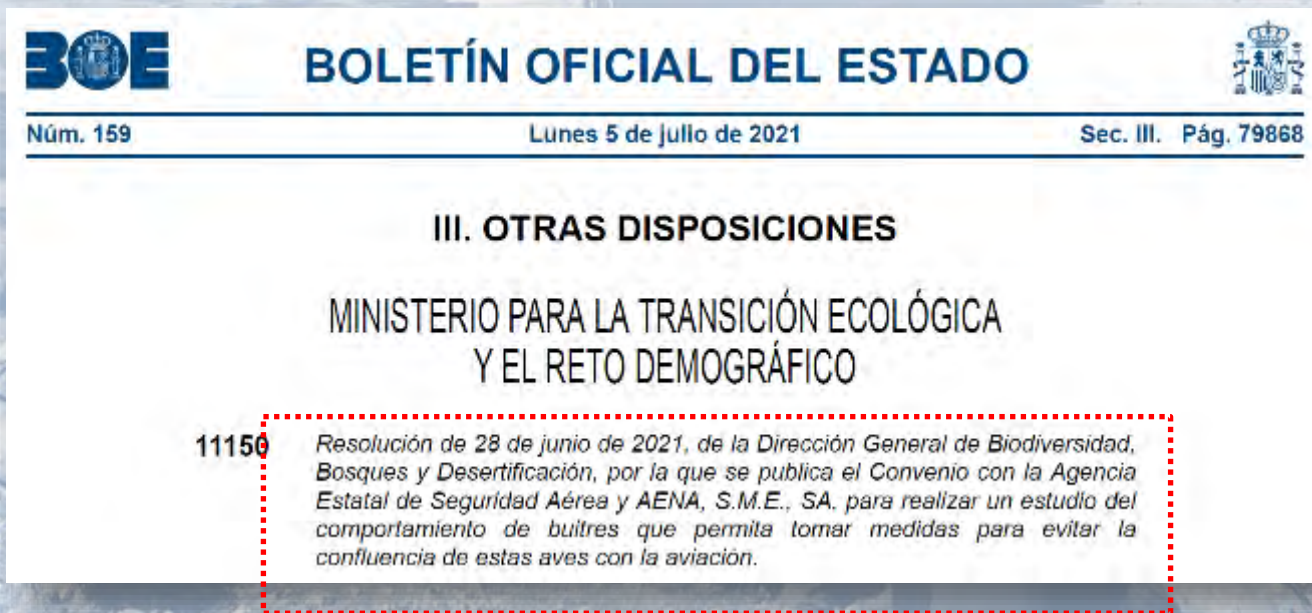 BOE BOLETÍN OFICIAL DEL ESTADO
Núm. 159 Lunes 5 de julio de 2021 Sec. III. Pág. 79868
III. OTRAS DISPOSICIONES
MINISTERIO PARA LA TRANSICIÓN ECOLÓGICA
Y EL RETO DEMOGRÁFICO
11150 Resolución de 28 de junio de 2021, de la Dirección General de Biodiversidad,
Bosques y Desertificación, por la que se publica el Convenio con la Agencia
Estatal de Seguridad Aérea y AENA, S.M.E., SA, para realizar un estudio del
comportamiento de buitres que permita tomar medidas para evitar la
confluencia de estas aves con la aviación.